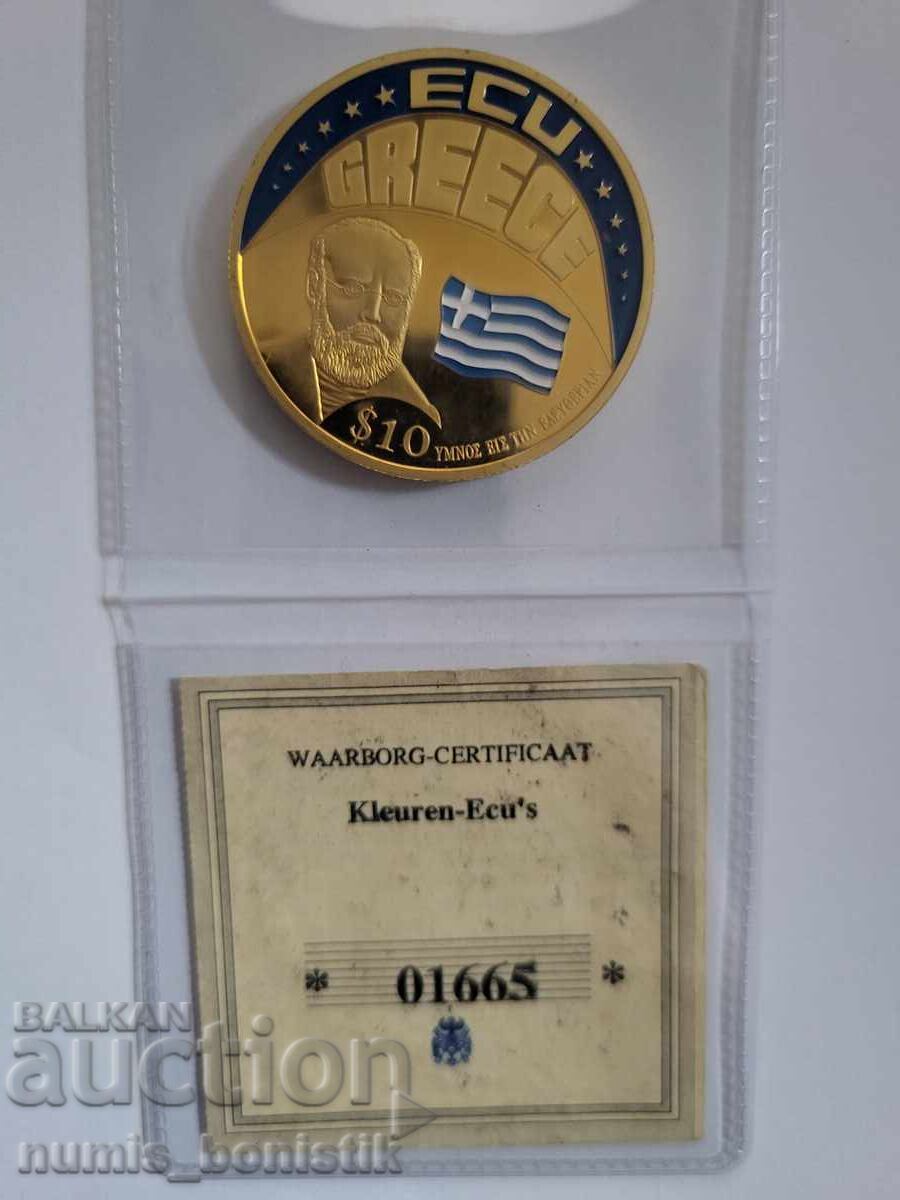 ECU
GREECE
$10 ΥΜΝΟΣ ΕΙΣ ΤΗΝ ΕΛΕΥΘΕΡΙΑΝ
WAARBORG-CERTIFICAAT
Kleuren-Ecu's
* 01665 *
BALKAN
auction
numis_bonistik